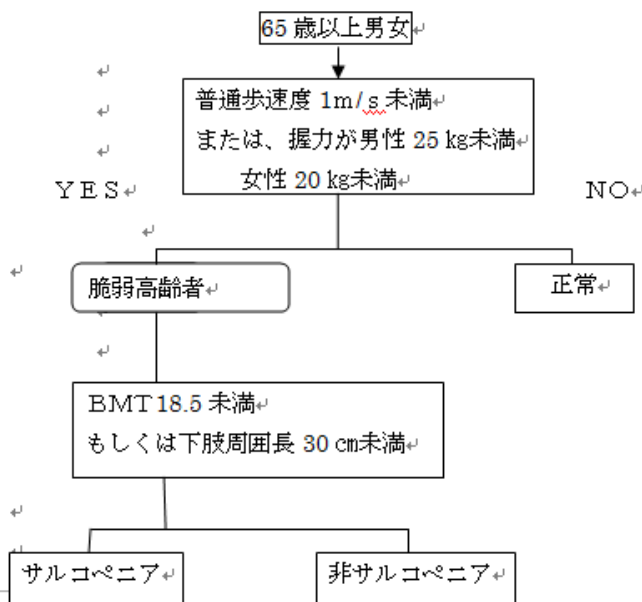 65 歳以上男女
普通歩速度 1m/s 未満
または、握力が男性 25 ㎏未満
女性 20 ㎏未満
ＹＥＳ
ＮＯ
脆弱高齢者
正常
ＢＭＴ18.5 未満
もしくは下肢周囲長 30 ㎝未満
サルコペニア
非サルコペニア